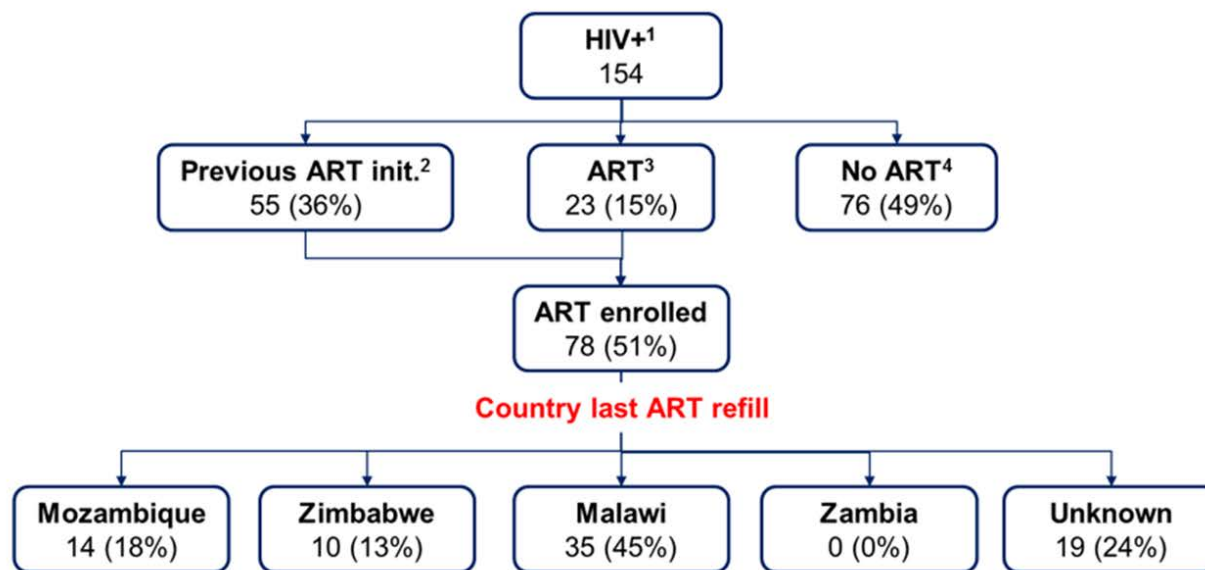 HIV+¹
154
Previous ART init.²
55 (36%)
ART³
23 (15%)
No ART⁴
76 (49%)
ART enrolled
78 (51%)
Country last ART refill
Mozambique
14 (18%)
Zimbabwe
10 (13%)
Malawi
35 (45%)
Zambia
0 (0%)
Unknown
19 (24%)